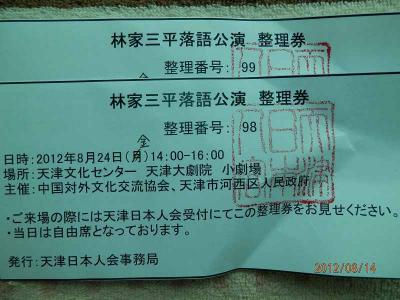 林家三平落語公演 整理券
整理番号:99
金
林家三平落語公演 整理券
整理番号:98
金
日時:2012年8月24日(月)14:00-16:00
場所:天津文化センター 天津大劇院 小劇場
主催:中国対外文化交流協会、天津市河西区人民政府
・ご来場の際には天津日本人会受付にてこの整理券をお見せください。
・当日は自由席となっております。
発行:天津日本人会事務局
2012/08/14